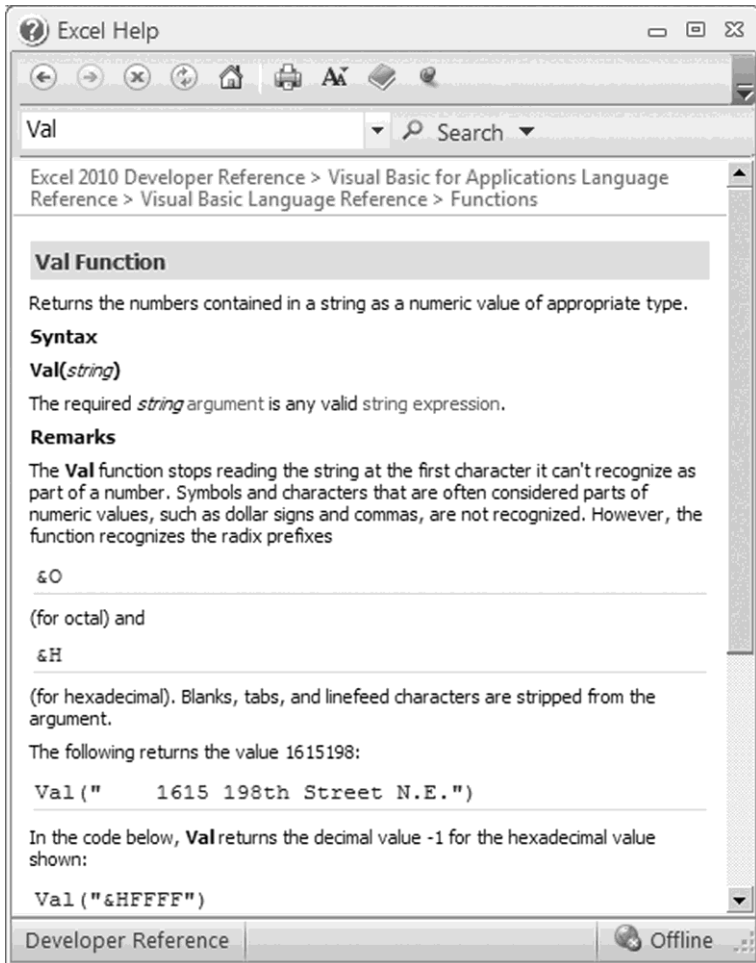 Excel Help
Val
Search
Excel 2010 Developer Reference > Visual Basic for Applications Language
Reference > Visual Basic Language Reference > Functions
Val Function
Returns the numbers contained in a string as a numeric value of appropriate type.
Syntax
Val(string)
The required string argument is any valid string expression.
Remarks
The Val function stops reading the string at the first character it can't recognize as
part of a number. Symbols and characters that are often considered parts of
numeric values, such as dollar signs and commas, are not recognized. However, the
function recognizes the radix prefixes
&O
(for octal) and
&H
(for hexadecimal). Blanks, tabs, and linefeed characters are stripped from the
argument.
The following returns the value 1615198:
Val("    1615 198th Street N.E.")
In the code below, Val returns the decimal value -1 for the hexadecimal value
shown:
Val("&HFFFF")
Developer Reference
Offline